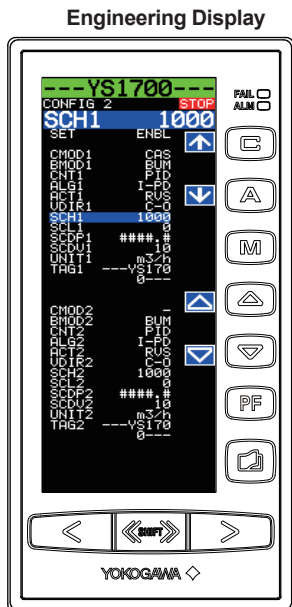 Engineering Display
---YS1700---
CONFIG 2 STOP
SCH1 1000
SET ENBL
CMOD1 CAS
BMOD1 BUM
CNT1 PID
ALG1 I-PD
ACT1 RVS
VDIR1 C-O
SCH1 1000
SCL1 0
SCDP1 ####.#
SCDV1 10
UNIT1 m3/h
TAG1 ---YS170
0---
CMOD2 -
BMOD2 BUM
CNT2 PID
ALG2 I-PD
ACT2 RVS
VDIR2 C-O
SCH2 1000
SCL2 0
SCDP2 ####.#
SCDV2 10
UNIT2 m3/h
TAG2 ---YS170
0---
FAIL
ALM
C
A
M
PF
SHIFT
YOKOGAWA